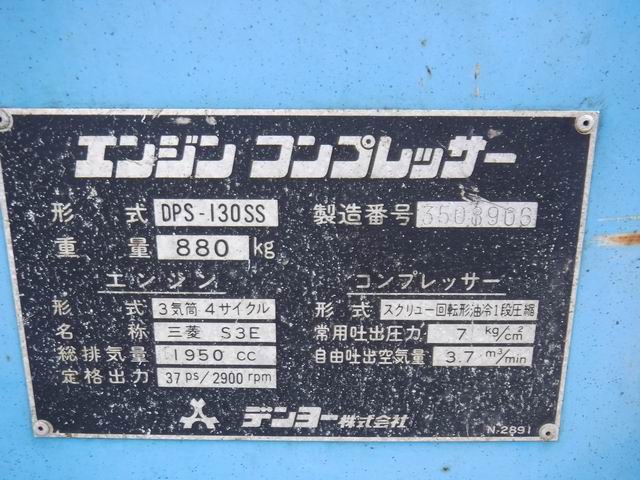 エンジン コンプレッサー
形式 DPS-130SS 製造番号 3508906
重量 880 kg
エンジン コンプレッサー
形式 3気筒4サイクル 形式 スクリュー回転形油冷1段圧縮
名称 三菱 S3E 常用吐出圧力 7 kg/cm²
総排気量 1950 cc 自由吐出空気量 3.7 m³/min
定格出力 37 ps/2900 rpm
デンヨー株式会社
N.2891